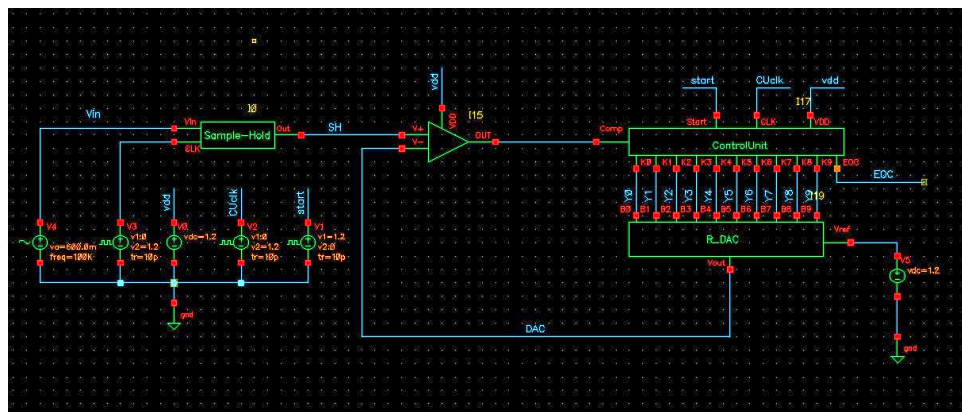 start
CUclk
vdd
vdd
I17
Vin
I0
I15
Vin
Sample-Hold
Out
SH
V+
VDD
OUT
Comp
Start
CLK
VDD
CLK
V-
ControlUnit
K0 K1 K2 K3 K4 K5 K6 K7 K8 K9 EOC
EOC
vdd
CUclk
start
Y0 Y1 Y2 Y3 Y4 Y5 Y6 Y7 Y8 Y9
I19
B0 B1 B2 B3 B4 B5 B6 B7 B8 B9
V4
V3
V0
V2
V1
va=600.0m
freq=100K
v1:0
v2=1.2
tr=10p
vdc=1.2
v1:0
v2=1.2
tr=10p
v1=1.2
v2:0
tr=10p
R_DAC
Vref
Vout
V5
vdc=1.2
gnd
DAC
gnd